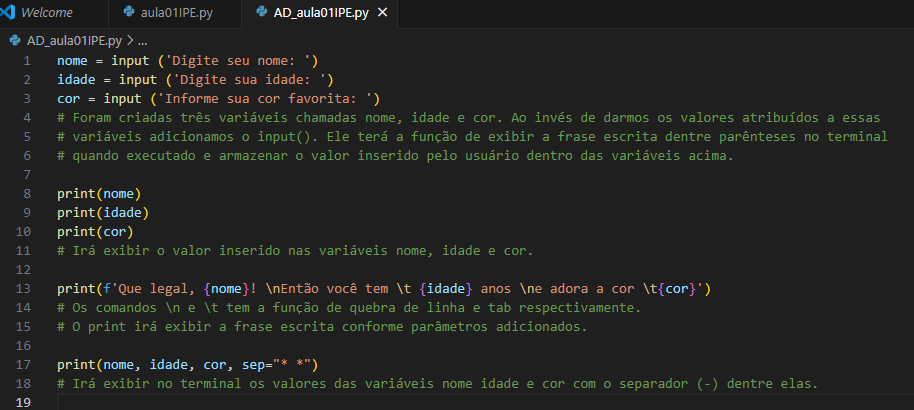 Welcome aula01IPE.py AD_aula01IPE.py ×
AD_aula01IPE.py > ...
1 nome = input ('Digite seu nome: ')
2 idade = input ('Digite sua idade: ')
3 cor = input ('Informe sua cor favorita: ')
4 # Foram criadas três variáveis chamadas nome, idade e cor. Ao invés de darmos os valores atribuídos a essas
5 # variáveis adicionamos o input(). Ele terá a função de exibir a frase escrita dentre parênteses no terminal
6 # quando executado e armazenar o valor inserido pelo usuário dentro das variáveis acima.
7
8 print(nome)
9 print(idade)
10 print(cor)
11 # Irá exibir o valor inserido nas variáveis nome, idade e cor.
12
13 print(f'Que legal, {nome}! \nEntão você tem \t {idade} anos \ne adora a cor \t{cor}')
14 # Os comandos \n e \t tem a função de quebra de linha e tab respectivamente.
15 # O print irá exibir a frase escrita conforme parâmetros adicionados.
16
17 print(nome, idade, cor, sep="* *")
18 # Irá exibir no terminal os valores das variáveis nome idade e cor com o separador (-) dentre elas.
19